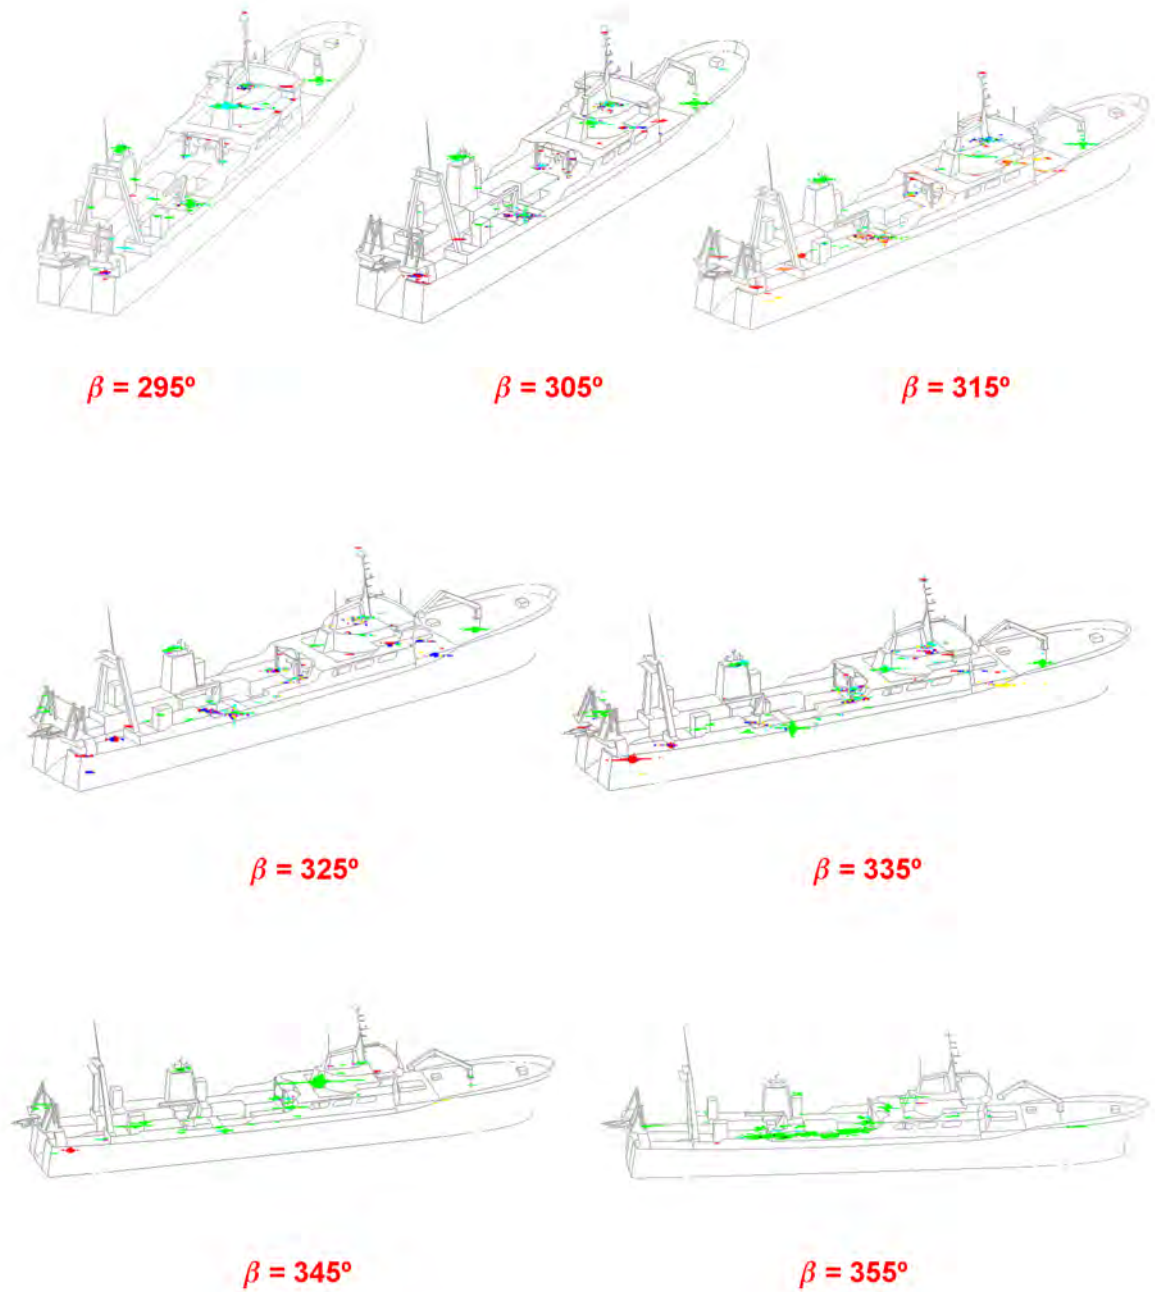 β = 295º
β = 305º
β = 315º
β = 325º
β = 335º
β = 345º
β = 355º